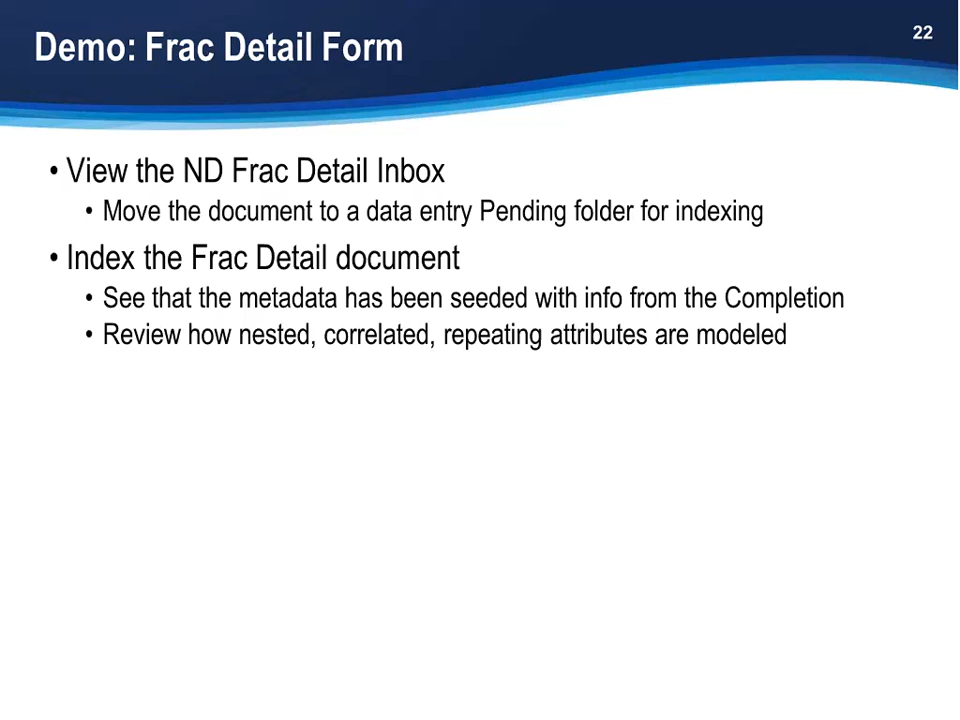 Demo: Frac Detail Form
22
• View the ND Frac Detail Inbox
• Move the document to a data entry Pending folder for indexing
• Index the Frac Detail document
• See that the metadata has been seeded with info from the Completion
• Review how nested, correlated, repeating attributes are modeled